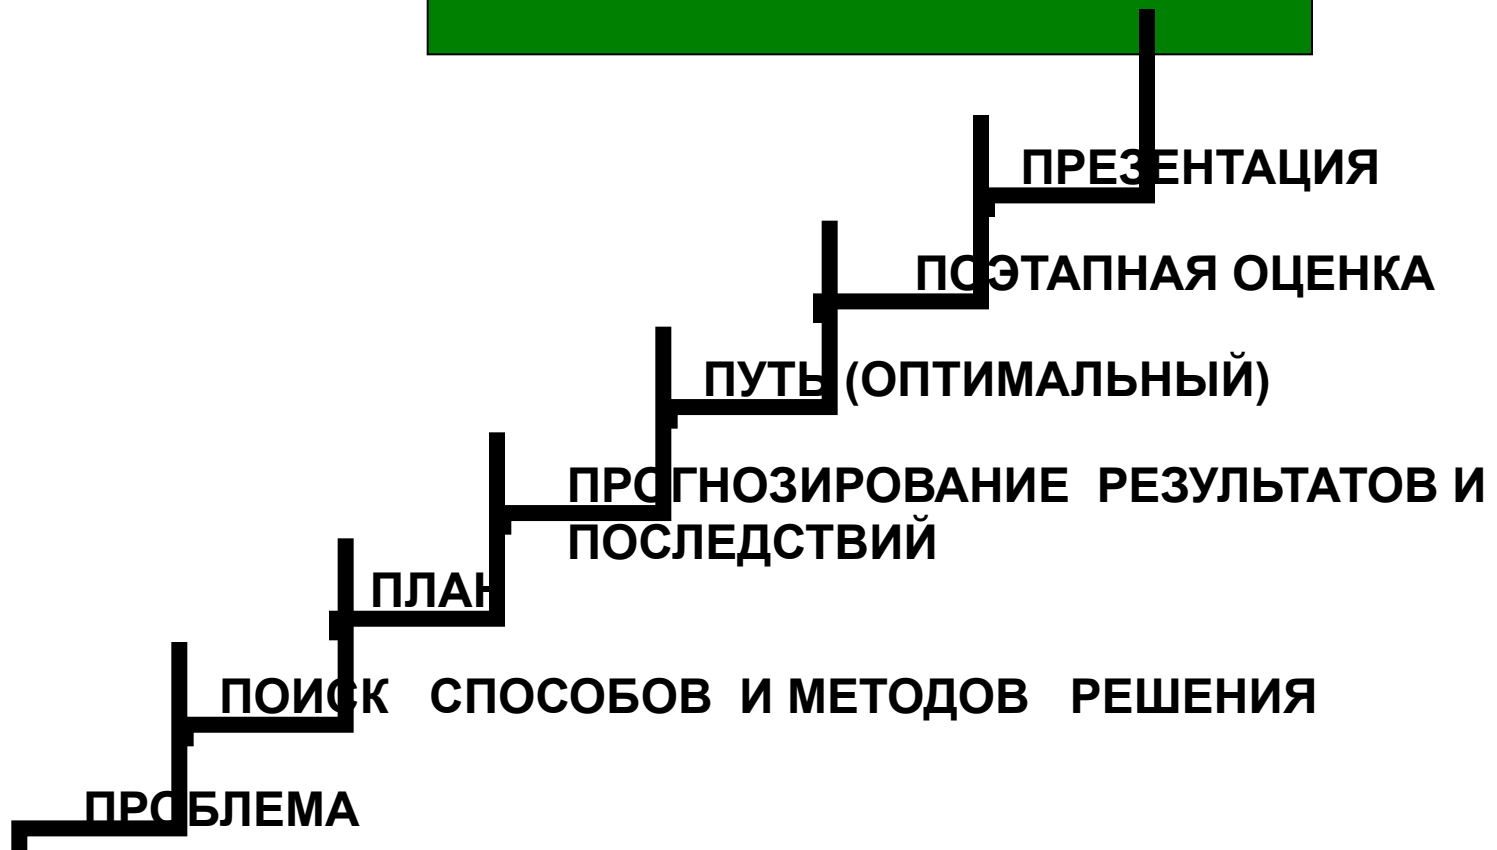 ПРЕЗЕНТАЦИЯ
ПОЭТАПНАЯ ОЦЕНКА
ПУТЬ (ОПТИМАЛЬНЫЙ)
ПРОГНОЗИРОВАНИЕ РЕЗУЛЬТАТОВ И
ПОСЛЕДСТВИЙ
ПЛАН
ПОИСК СПОСОБОВ И МЕТОДОВ РЕШЕНИЯ
ПРОБЛЕМА